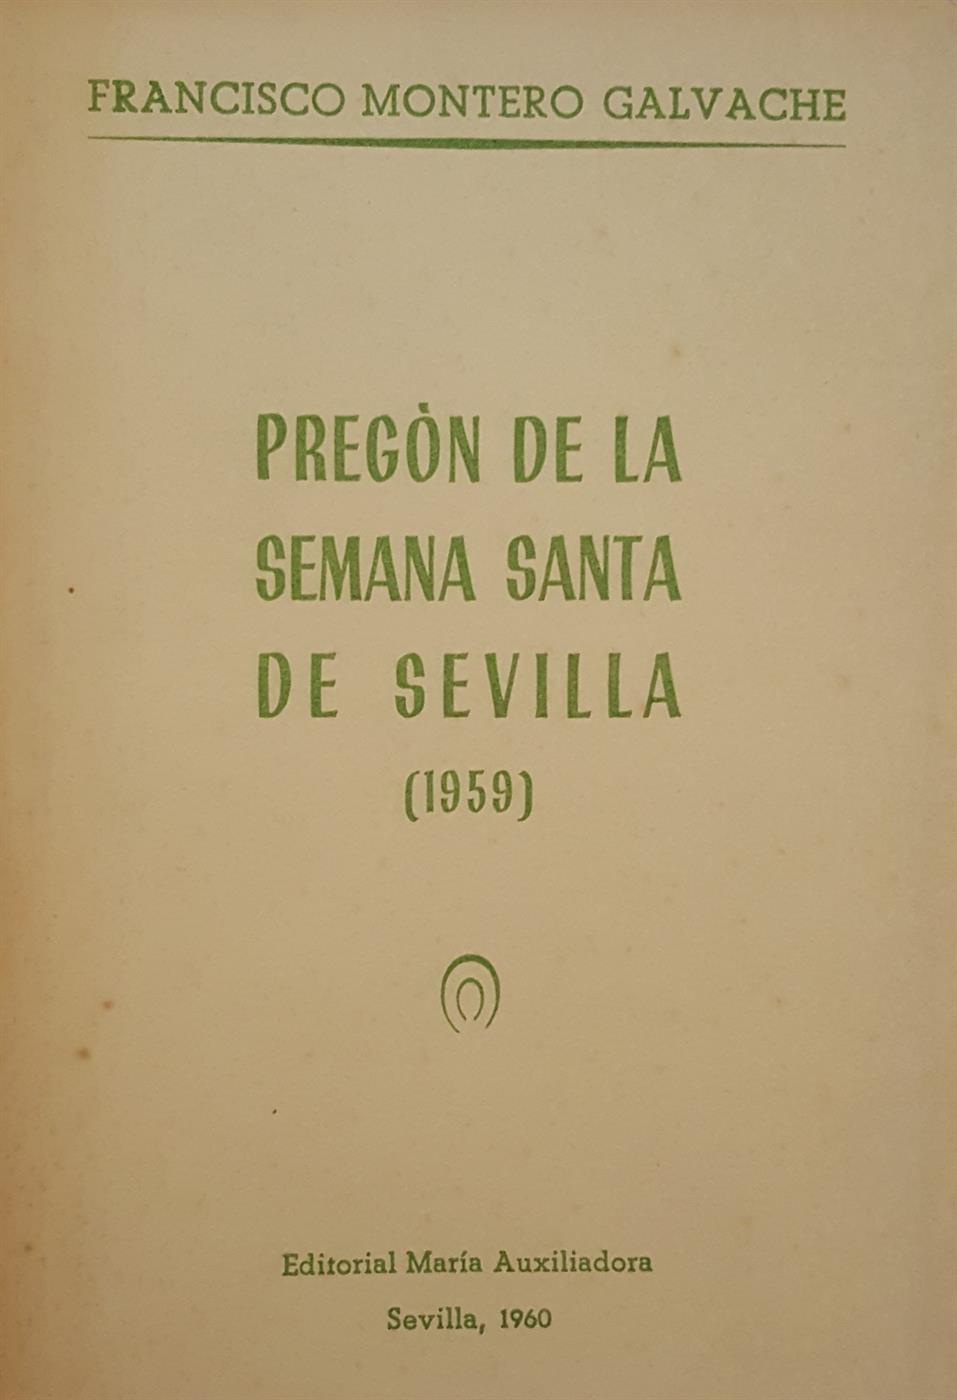 FRANCISCO MONTERO GALVACHE
PREGÒN DE LA
SEMANA SANTA
DE SEVILLA
(1959)
Editorial María Auxiliadora
Sevilla, 1960